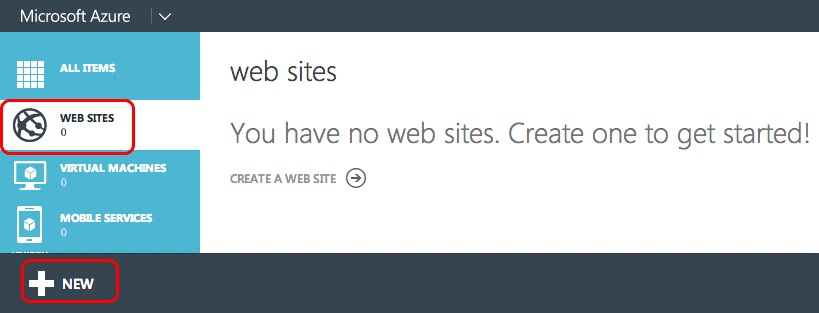 Microsoft Azure
ALL ITEMS
WEB SITES
0
VIRTUAL MACHINES
0
MOBILE SERVICES
0
web sites
You have no web sites. Create one to get started!
CREATE A WEB SITE
NEW